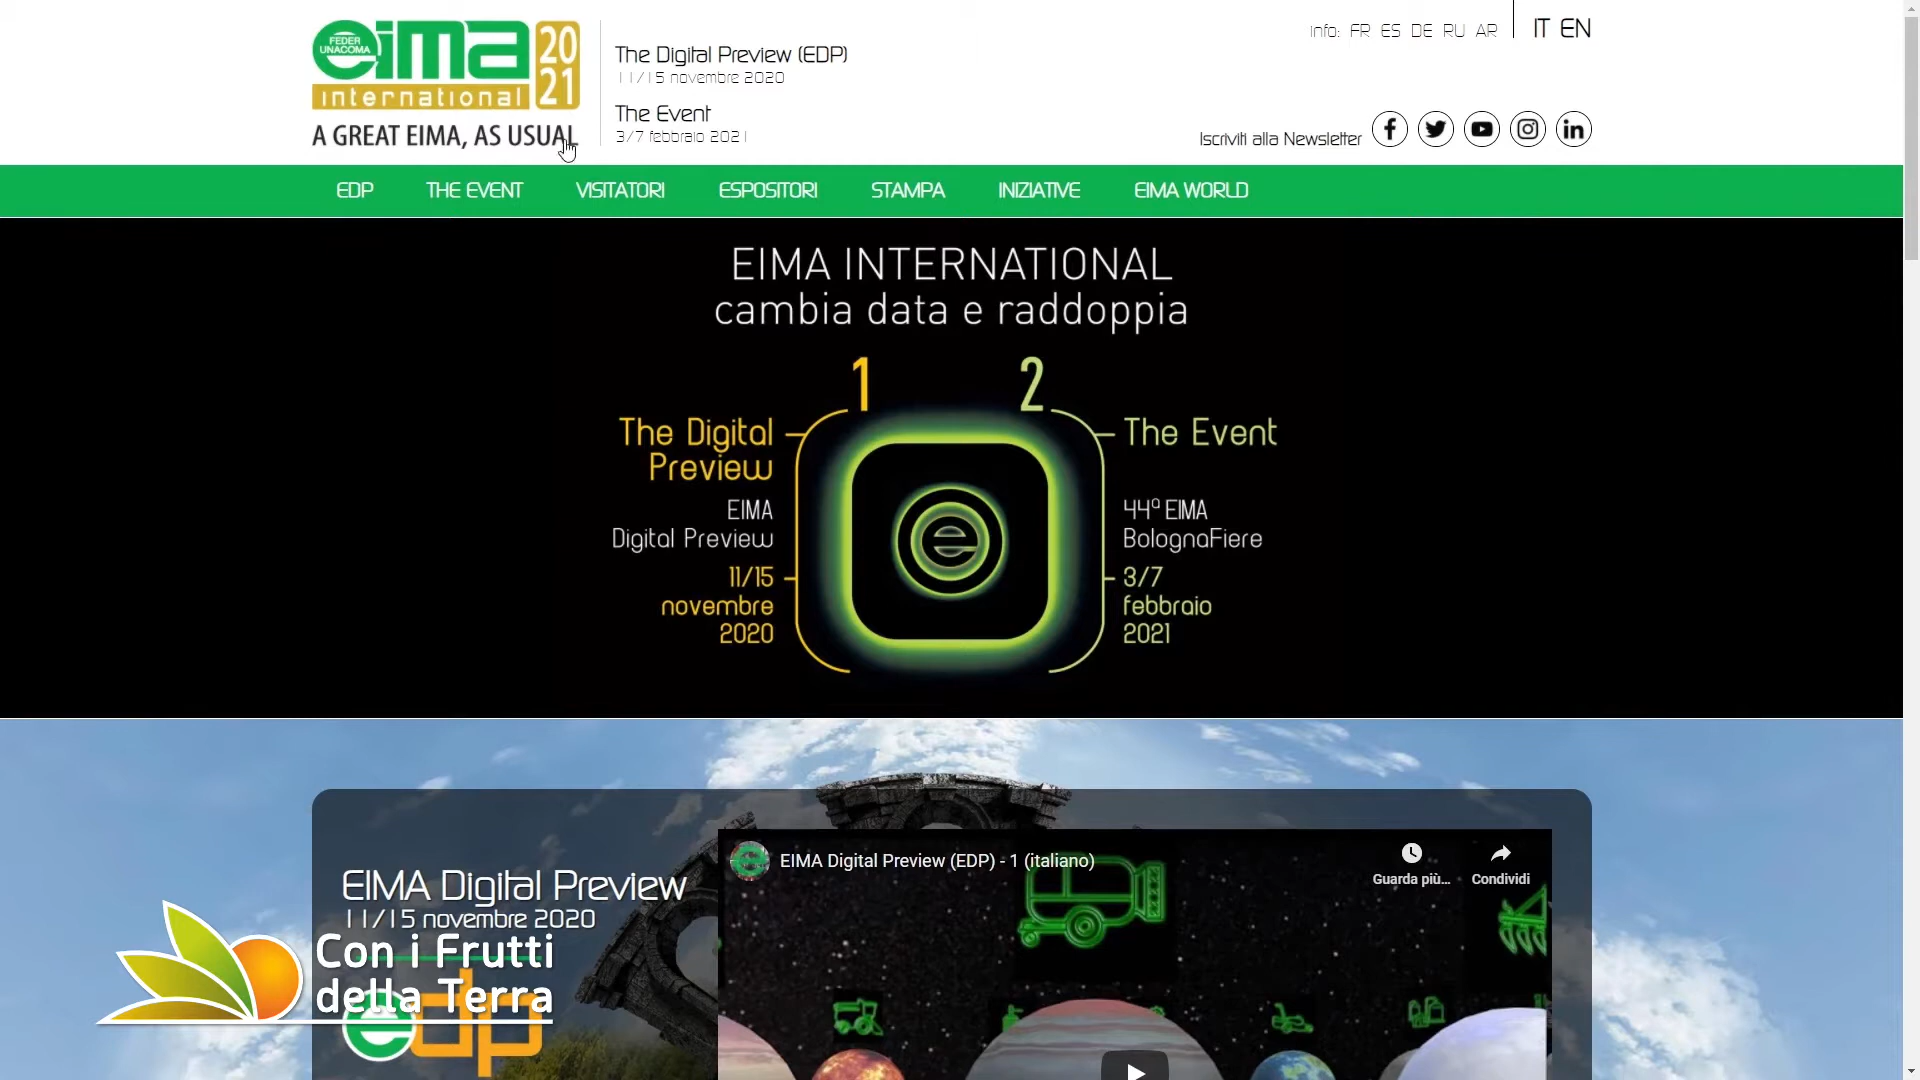 FEDER
UNACOMA
eima
20
21
international
A GREAT EIMA, AS USUAL
The Digital Preview (EDP)
11/15 novembre 2020
The Event
3/7 febbraio 2021
info: FR ES DE RU AR
IT EN
Iscriviti alla Newsletter
EDP THE EVENT VISITATORI ESPOSITORI STAMPA INIZIATIVE EIMA WORLD
EIMA INTERNATIONAL
cambia data e raddoppia
1
The Digital
Preview
EIMA
Digital Preview
11/15
novembre
2020
2
The Event
44ª EIMA
BolognaFiere
3/7
febbraio
2021
e
EIMA Digital Preview
11/15 novembre 2020
edp
Con i Frutti
della Terra
EIMA Digital Preview (EDP) - 1 (italiano)
Guarda più...
Condividi